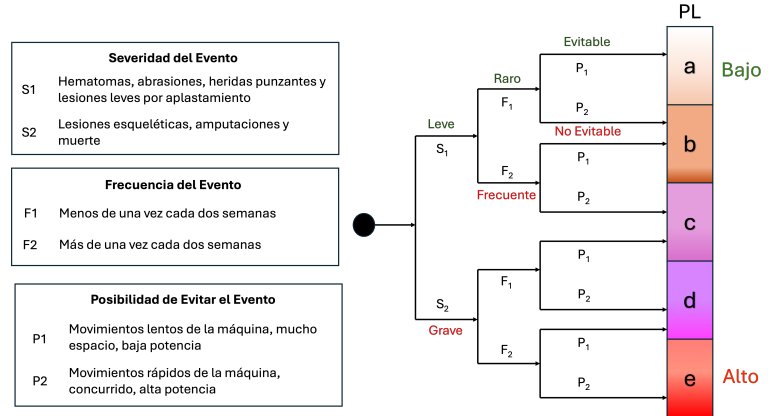 Severidad del Evento
S1 Hematomas, abrasiones, heridas punzantes y
lesiones leves por aplastamiento
S2 Lesiones esqueléticas, amputaciones y
muerte
Frecuencia del Evento
F1 Menos de una vez cada dos semanas
F2 Más de una vez cada dos semanas
Posibilidad de Evitar el Evento
P1 Movimientos lentos de la máquina, mucho
espacio, baja potencia
P2 Movimientos rápidos de la máquina,
concurrido, alta potencia
PL
Evitable
P1
a
Bajo
Raro
F1
P2
No Evitable
Leve
S1
b
P1
F2
Frecuente
P2
c
P1
F1
P2
d
S2
Grave
P1
F2
P2
e
Alto